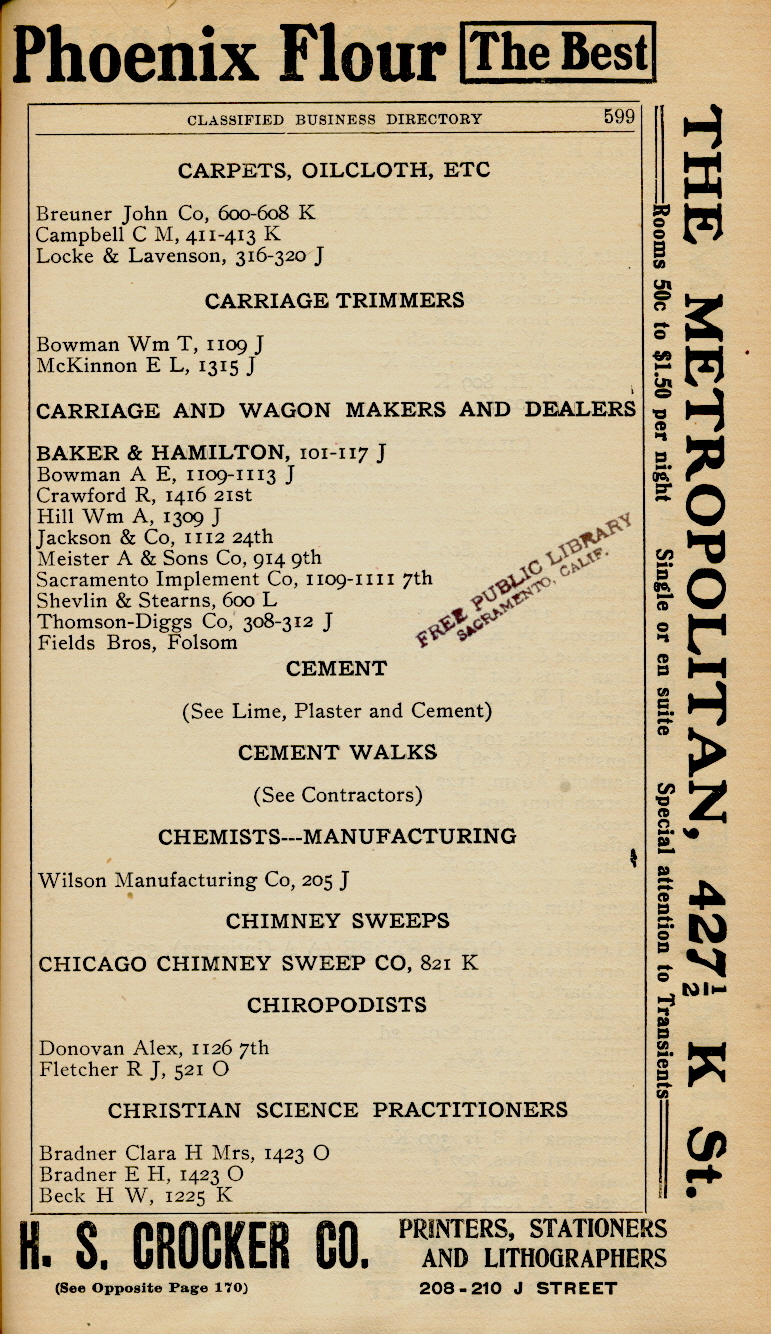 Phoenix Flour The Best
CLASSIFIED BUSINESS DIRECTORY 599
CARPETS, OILCLOTH, ETC
Breuner John Co, 600-608 K
Campbell C M, 411-413 K
Locke & Lavenson, 316-320 J
CARRIAGE TRIMMERS
Bowman Wm T, 1109 J
McKinnon E L, 1315 J
CARRIAGE AND WAGON MAKERS AND DEALERS
BAKER & HAMILTON, 101-117 J
Bowman A E, 1109-1113 J
Crawford R, 1416 21st
Hill Wm A, 1309 J
Jackson & Co, 1112 24th
Meister A & Sons Co, 914 9th
Sacramento Implement Co, 1109-1111 7th
Shevlin & Stearns, 600 L
Thomson-Diggs Co, 308-312 J
Fields Bros, Folsom
FREE PUBLIC LIBRARY
SACRAMENTO, CALIF.
CEMENT
(See Lime, Plaster and Cement)
CEMENT WALKS
(See Contractors)
CHEMISTS---MANUFACTURING
Wilson Manufacturing Co, 205 J
CHIMNEY SWEEPS
CHICAGO CHIMNEY SWEEP CO, 821 K
CHIROPODISTS
Donovan Alex, 1126 7th
Fletcher R J, 521 O
CHRISTIAN SCIENCE PRACTITIONERS
Bradner Clara H Mrs, 1423 O
Bradner E H, 1423 O
Beck H W, 1225 K
THE METROPOLITAN, 427½ K St.
Rooms 50c to $1.50 per night Single or en suite Special attention to Transients
H. S. CROCKER CO.
(See Opposite Page 170)
PRINTERS, STATIONERS
AND LITHOGRAPHERS
208-210 J STREET